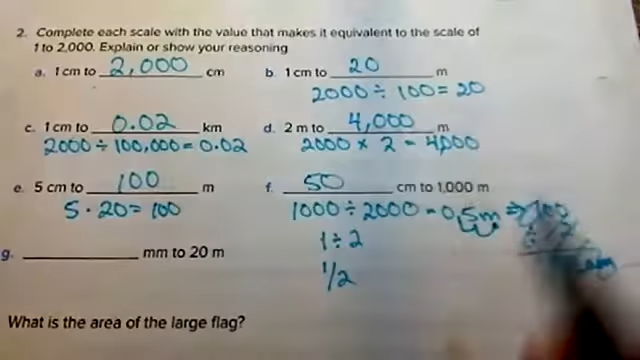 2. Complete each scale with the value that makes it equivalent to the scale of
1 to 2,000. Explain or show your reasoning
a. 1 cm to 2,000 cm
b. 1 cm to 20 m
2000 ÷ 100 = 20
c. 1 cm to 0.02 km
2000 ÷ 100,000 = 0.02
d. 2 m to 4,000 m
2000 × 2 = 4,000
e. 5 cm to 100 m
5 · 20 = 100
f. 50 cm to 1,000 m
1000 ÷ 2000 = 0.5m ⇒
1 ÷ 2
1/2
g. mm to 20 m
What is the area of the large flag?